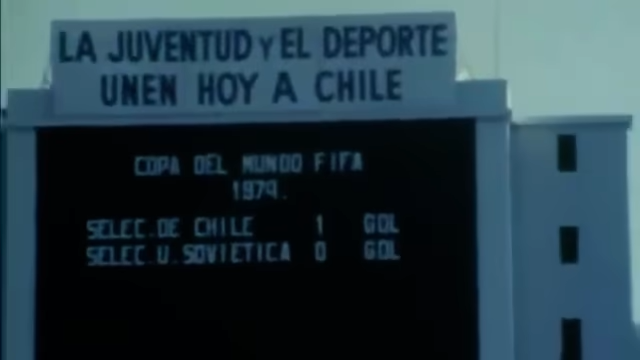 LA JUVENTUD Y EL DEPORTE
UNEN HOY A CHILE
COPA DEL MUNDO FIFA
1974.
SELEC. DE CHILE 1 GOL
SELEC. U. SOVIETICA 0 GOL